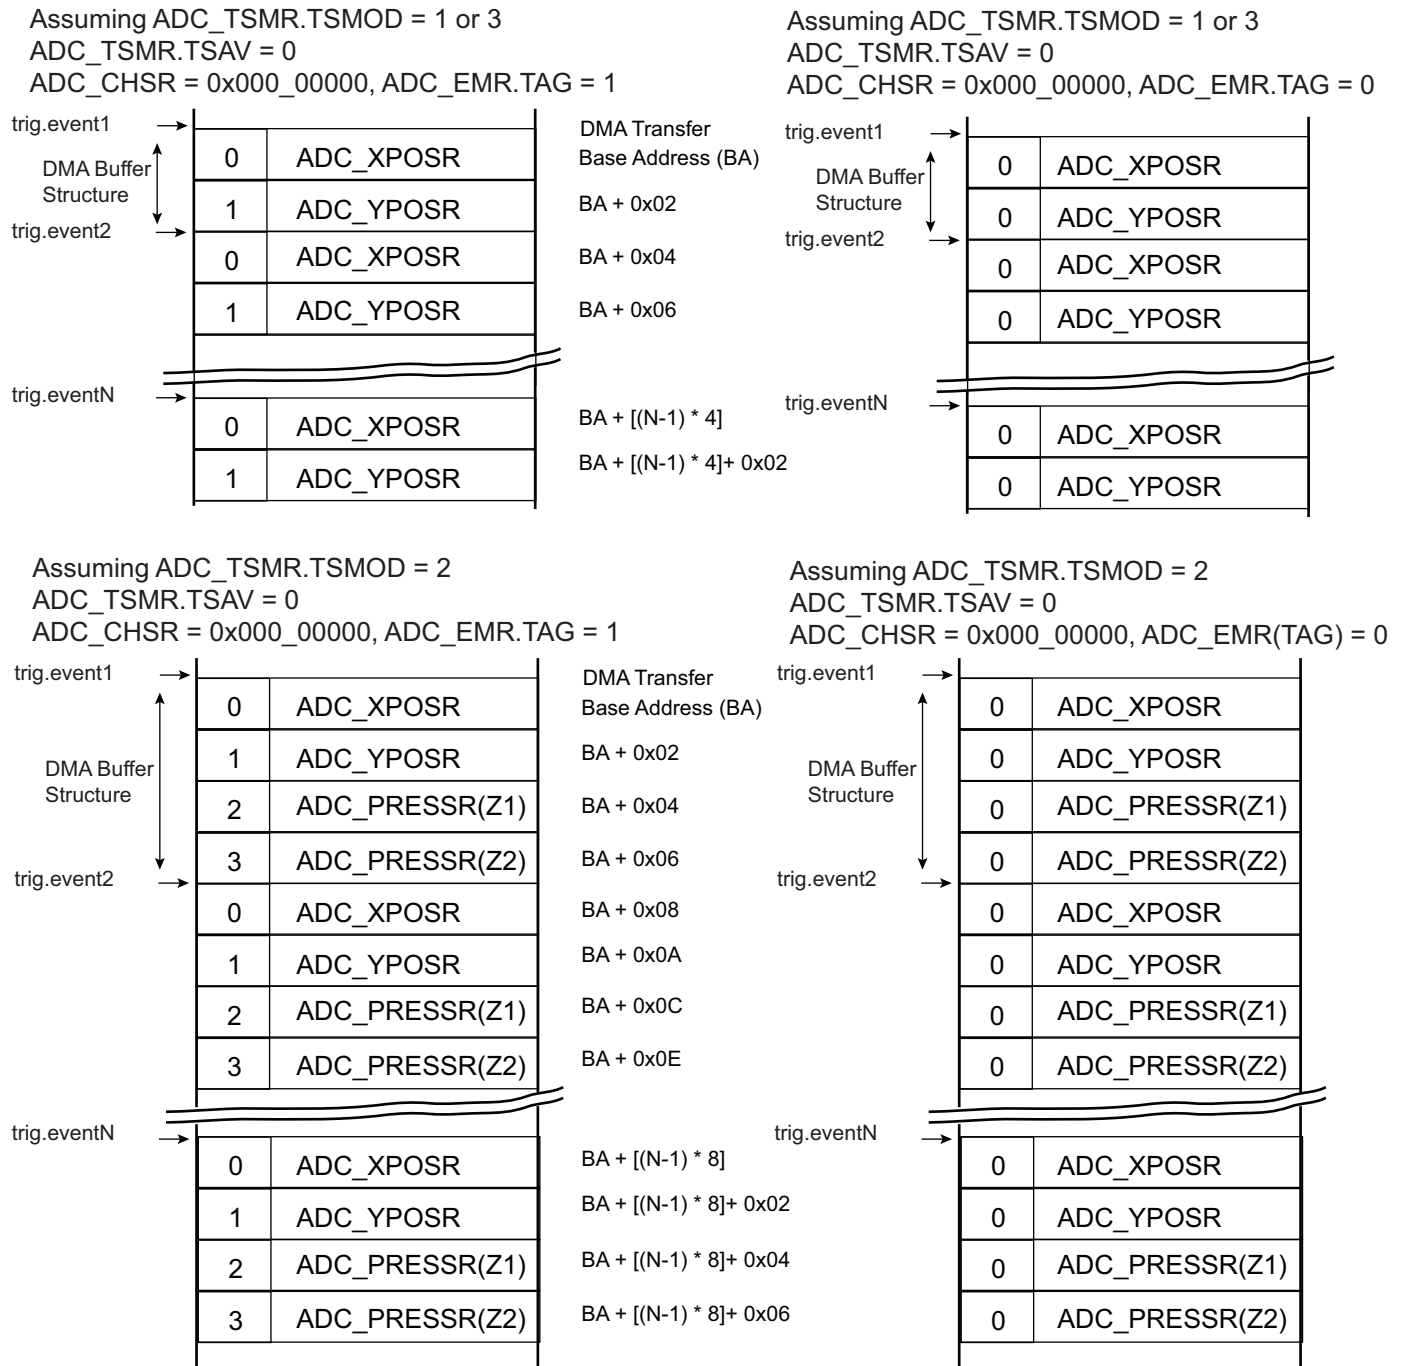 Assuming ADC_TSMR.TSMOD = 1 or 3
ADC_TSMR.TSAV = 0
ADC_CHSR = 0x000_00000, ADC_EMR.TAG = 1
trig.event1
DMA Buffer
Structure
trig.event2
0 ADC_XPOSR
1 ADC_YPOSR
0 ADC_XPOSR
1 ADC_YPOSR
trig.eventN
0 ADC_XPOSR
1 ADC_YPOSR
DMA Transfer
Base Address (BA)
BA + 0x02
BA + 0x04
BA + 0x06
BA + [(N-1) * 4]
BA + [(N-1) * 4]+ 0x02
Assuming ADC_TSMR.TSMOD = 1 or 3
ADC_TSMR.TSAV = 0
ADC_CHSR = 0x000_00000, ADC_EMR.TAG = 0
trig.event1
DMA Buffer
Structure
trig.event2
0 ADC_XPOSR
0 ADC_YPOSR
0 ADC_XPOSR
0 ADC_YPOSR
trig.eventN
0 ADC_XPOSR
0 ADC_YPOSR
Assuming ADC_TSMR.TSMOD = 2
ADC_TSMR.TSAV = 0
ADC_CHSR = 0x000_00000, ADC_EMR.TAG = 1
trig.event1
DMA Buffer
Structure
trig.event2
0 ADC_XPOSR
1 ADC_YPOSR
2 ADC_PRESSR(Z1)
3 ADC_PRESSR(Z2)
0 ADC_XPOSR
1 ADC_YPOSR
2 ADC_PRESSR(Z1)
3 ADC_PRESSR(Z2)
trig.eventN
0 ADC_XPOSR
1 ADC_YPOSR
2 ADC_PRESSR(Z1)
3 ADC_PRESSR(Z2)
DMA Transfer
Base Address (BA)
BA + 0x02
BA + 0x04
BA + 0x06
BA + 0x08
BA + 0x0A
BA + 0x0C
BA + 0x0E
BA + [(N-1) * 8]
BA + [(N-1) * 8]+ 0x02
BA + [(N-1) * 8]+ 0x04
BA + [(N-1) * 8]+ 0x06
Assuming ADC_TSMR.TSMOD = 2
ADC_TSMR.TSAV = 0
ADC_CHSR = 0x000_00000, ADC_EMR(TAG) = 0
trig.event1
DMA Buffer
Structure
trig.event2
0 ADC_XPOSR
0 ADC_YPOSR
0 ADC_PRESSR(Z1)
0 ADC_PRESSR(Z2)
0 ADC_XPOSR
0 ADC_YPOSR
0 ADC_PRESSR(Z1)
0 ADC_PRESSR(Z2)
trig.eventN
0 ADC_XPOSR
0 ADC_YPOSR
0 ADC_PRESSR(Z1)
0 ADC_PRESSR(Z2)